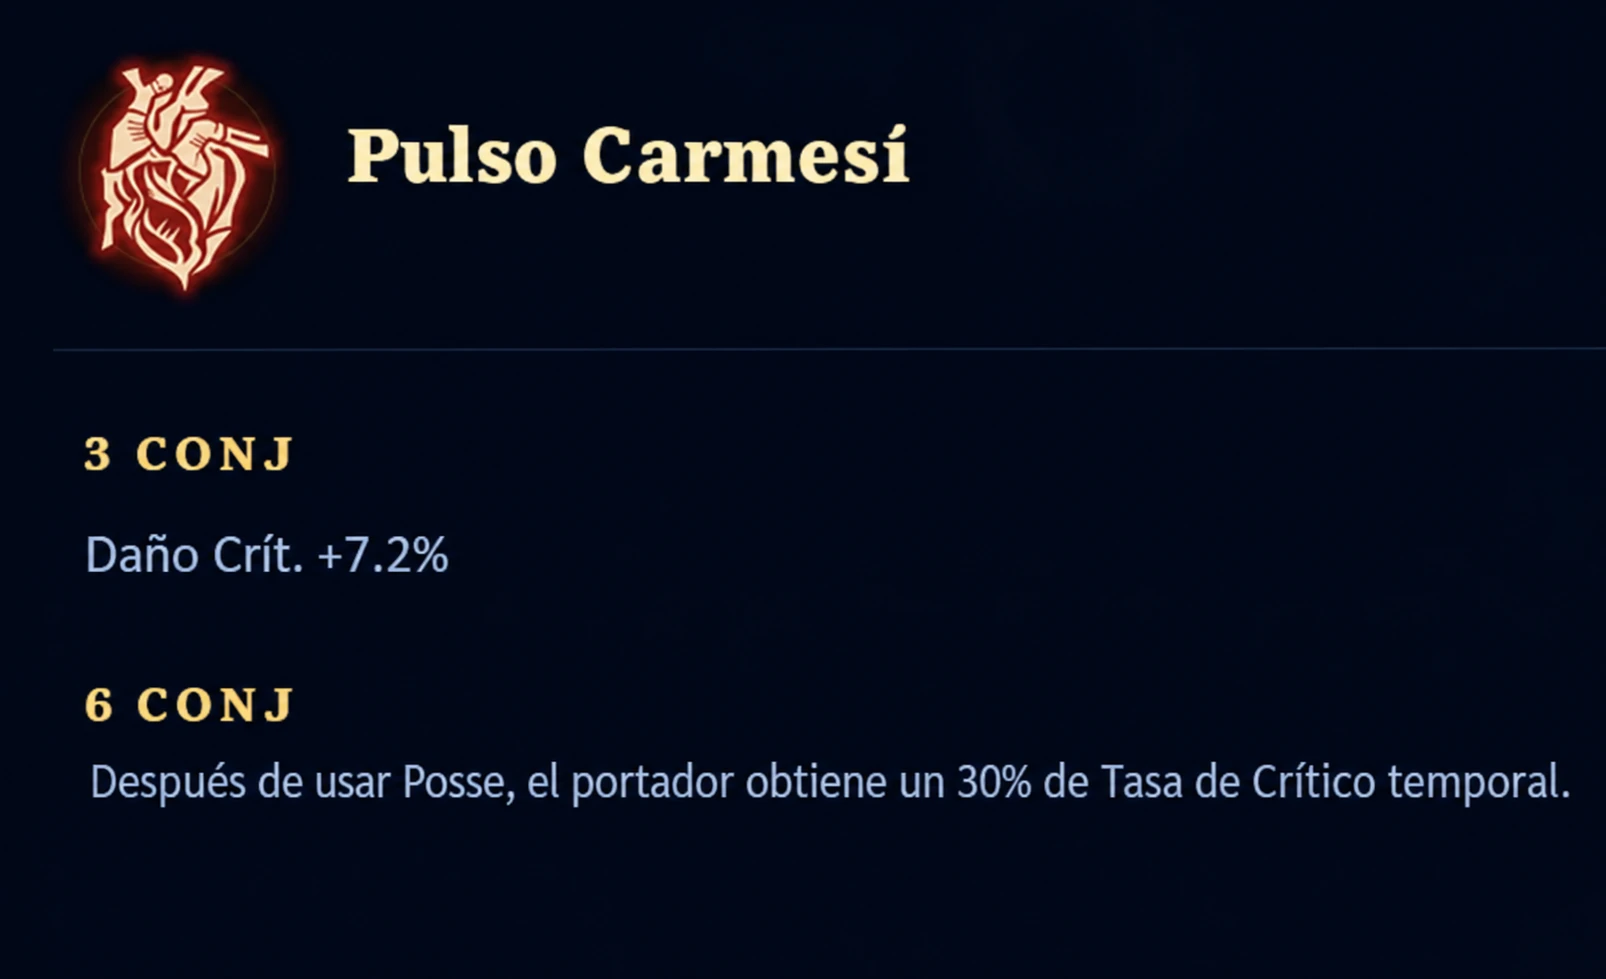 Pulso Carmesí
3 CONJ
Daño Crít. +7.2%
6 CONJ
Después de usar Posse, el portador obtiene un 30% de Tasa de Crítico temporal.